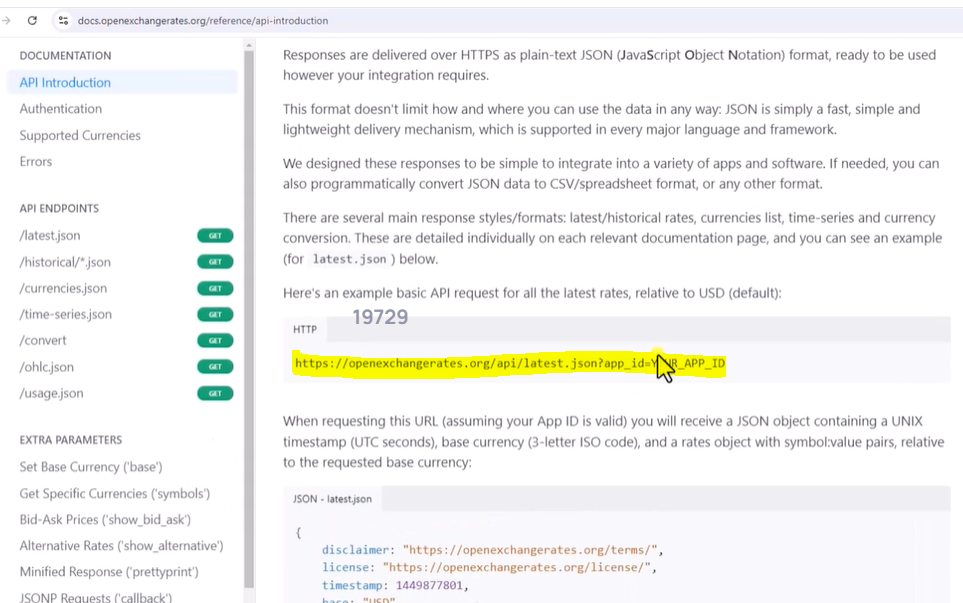 docs.openexchangerates.org/reference/api-introduction
DOCUMENTATION
API Introduction
Authentication
Supported Currencies
Errors
API ENDPOINTS
/latest.json GET
/historical/*.json GET
/currencies.json GET
/time-series.json GET
/convert GET
/ohlc.json GET
/usage.json GET
EXTRA PARAMETERS
Set Base Currency ('base')
Get Specific Currencies ('symbols')
Bid-Ask Prices ('show_bid_ask')
Alternative Rates ('show_alternative')
Minified Response ('prettyprint')
JSONP Requests ('callback')
Responses are delivered over HTTPS as plain-text JSON (JavaScript Object Notation) format, ready to be used
however your integration requires.
This format doesn't limit how and where you can use the data in any way: JSON is simply a fast, simple and
lightweight delivery mechanism, which is supported in every major language and framework.
We designed these responses to be simple to integrate into a variety of apps and software. If needed, you can
also programmatically convert JSON data to CSV/spreadsheet format, or any other format.
There are several main response styles/formats: latest/historical rates, currencies list, time-series and currency
conversion. These are detailed individually on each relevant documentation page, and you can see an example
(for latest.json ) below.
Here's an example basic API request for all the latest rates, relative to USD (default):
19729
HTTP
https://openexchangerates.org/api/latest.json?app_id=YOUR_APP_ID
When requesting this URL (assuming your App ID is valid) you will receive a JSON object containing a UNIX
timestamp (UTC seconds), base currency (3-letter ISO code), and a rates object with symbol:value pairs, relative
to the requested base currency:
JSON - latest.json
{
disclaimer: "https://openexchangerates.org/terms/",
license: "https://openexchangerates.org/license/",
timestamp: 1449877801,
base: "USD"